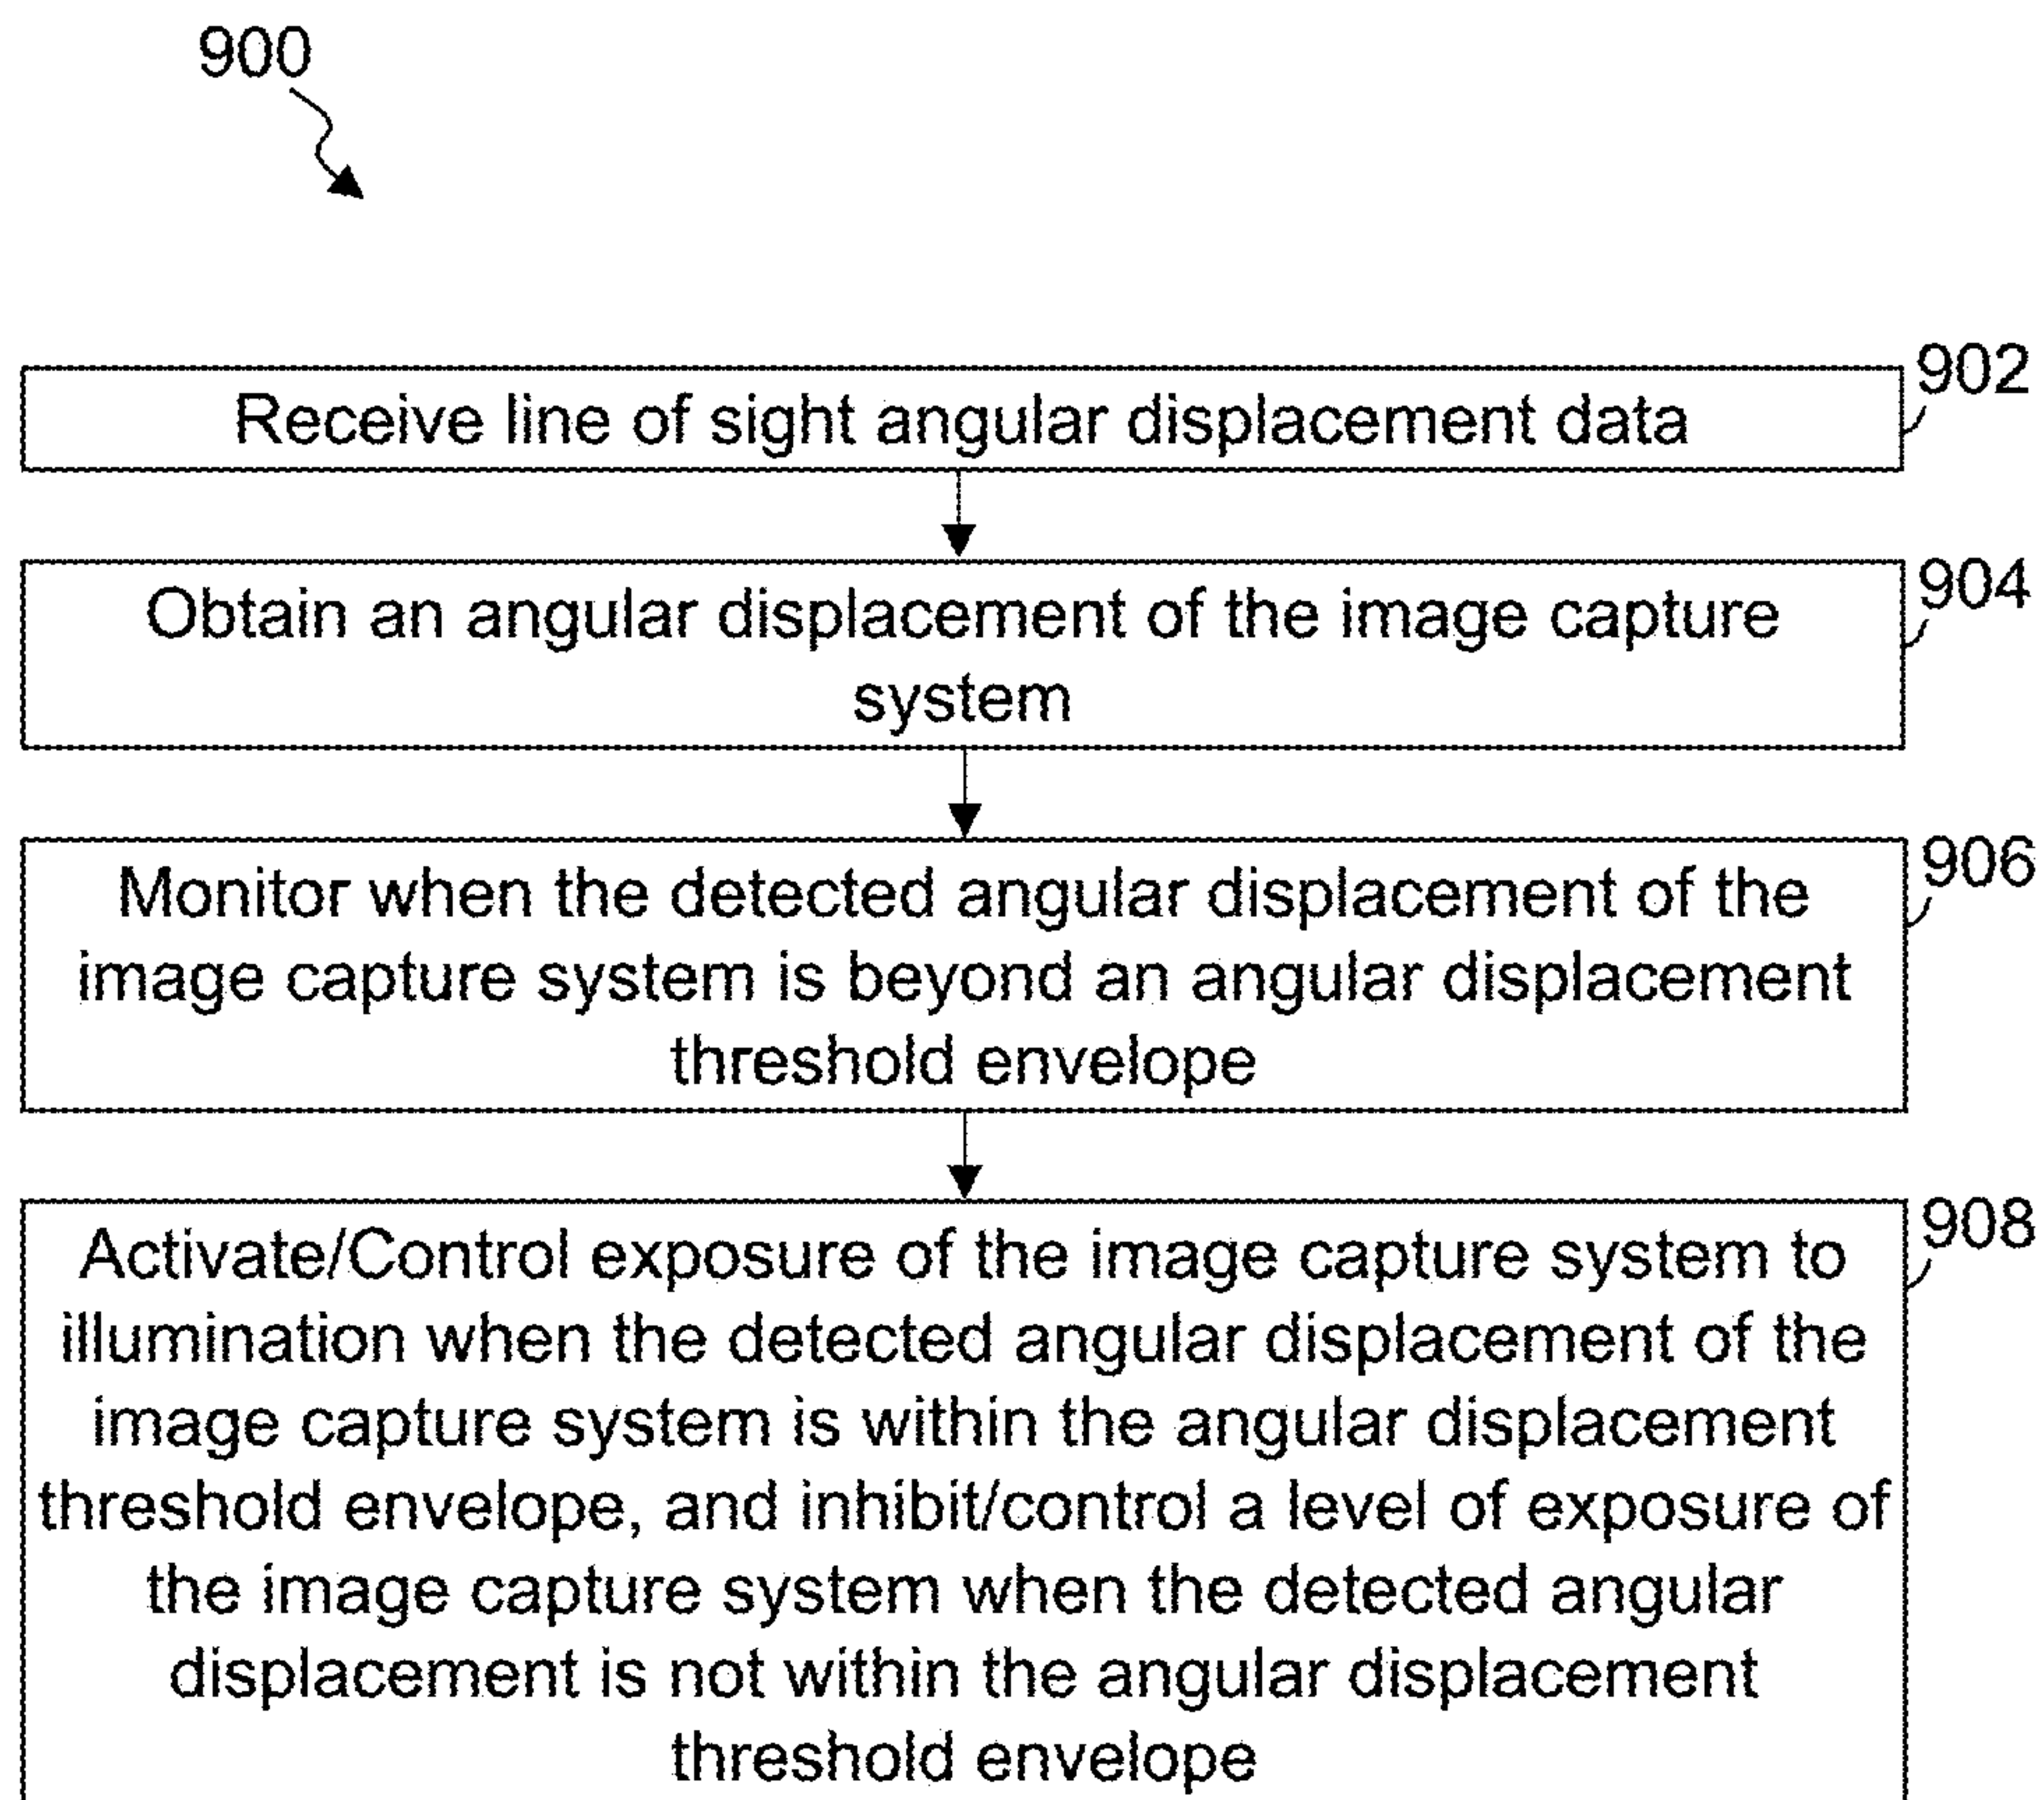 900
902
Receive line of sight angular displacement data
904
Obtain an angular displacement of the image capture
system
906
Monitor when the detected angular displacement of the
image capture system is beyond an angular displacement
threshold envelope
908
Activate/Control exposure of the image capture system to
illumination when the detected angular displacement of the
image capture system is within the angular displacement
threshold envelope, and inhibit/control a level of exposure of
the image capture system when the detected angular
displacement is not within the angular displacement
threshold envelope